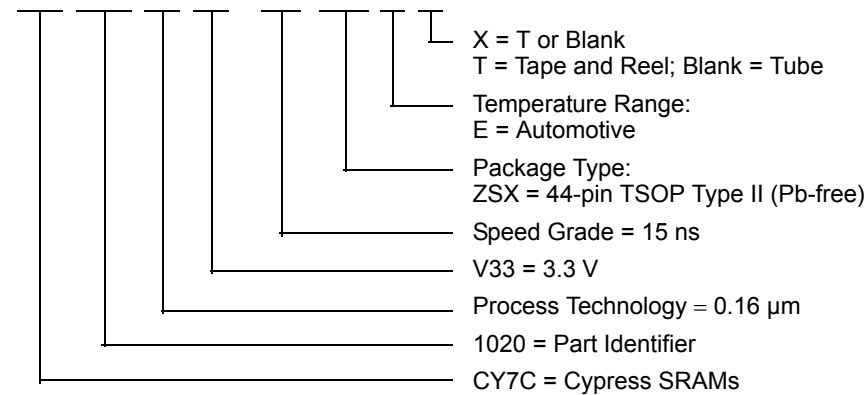 X = T or Blank
T = Tape and Reel; Blank = Tube
Temperature Range:
E = Automotive
Package Type:
ZSX = 44-pin TSOP Type II (Pb-free)
Speed Grade = 15 ns
V33 = 3.3 V
Process Technology = 0.16 µm
1020 = Part Identifier
CY7C = Cypress SRAMs